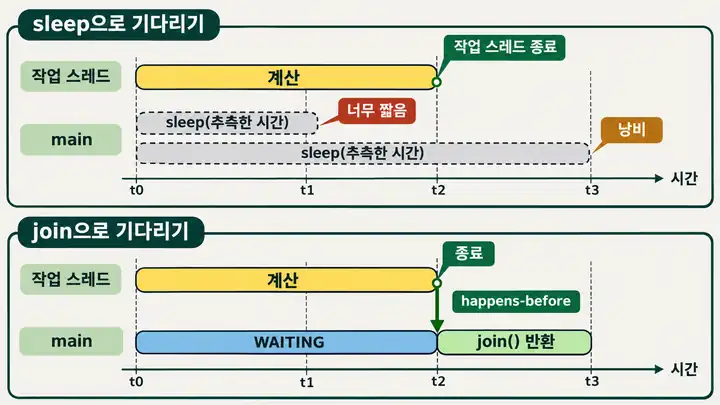 sleep으로 기다리기
작업 스레드 종료
작업 스레드
계산
너무 짧음
sleep(추측한 시간)
낭비
main
sleep(추측한 시간)
시간
t0 t1 t2 t3
join으로 기다리기
종료
작업 스레드
계산
happens-before
main
WAITING
join() 반환
시간
t0 t1 t2 t3